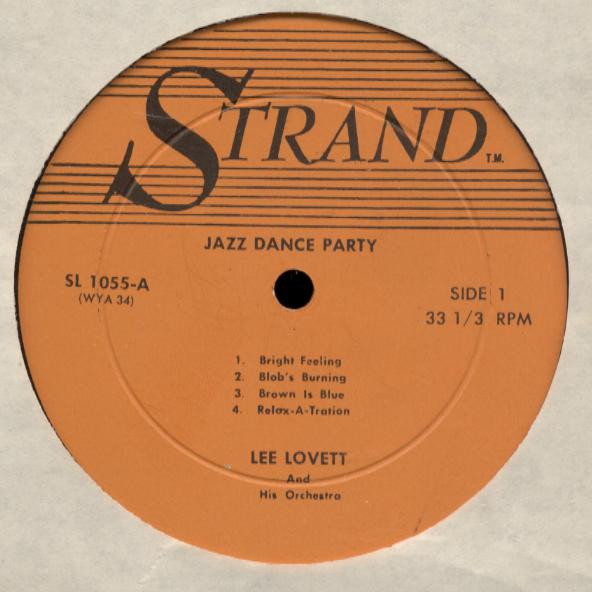 STRAND T.M.
JAZZ DANCE PARTY
SL 1055-A
(WYA 34)
SIDE 1
33 1/3 RPM
1. Bright Feeling
2. Blob's Burning
3. Brown Is Blue
4. Relax-A-Tration
LEE LOVETT
And
His Orchestra